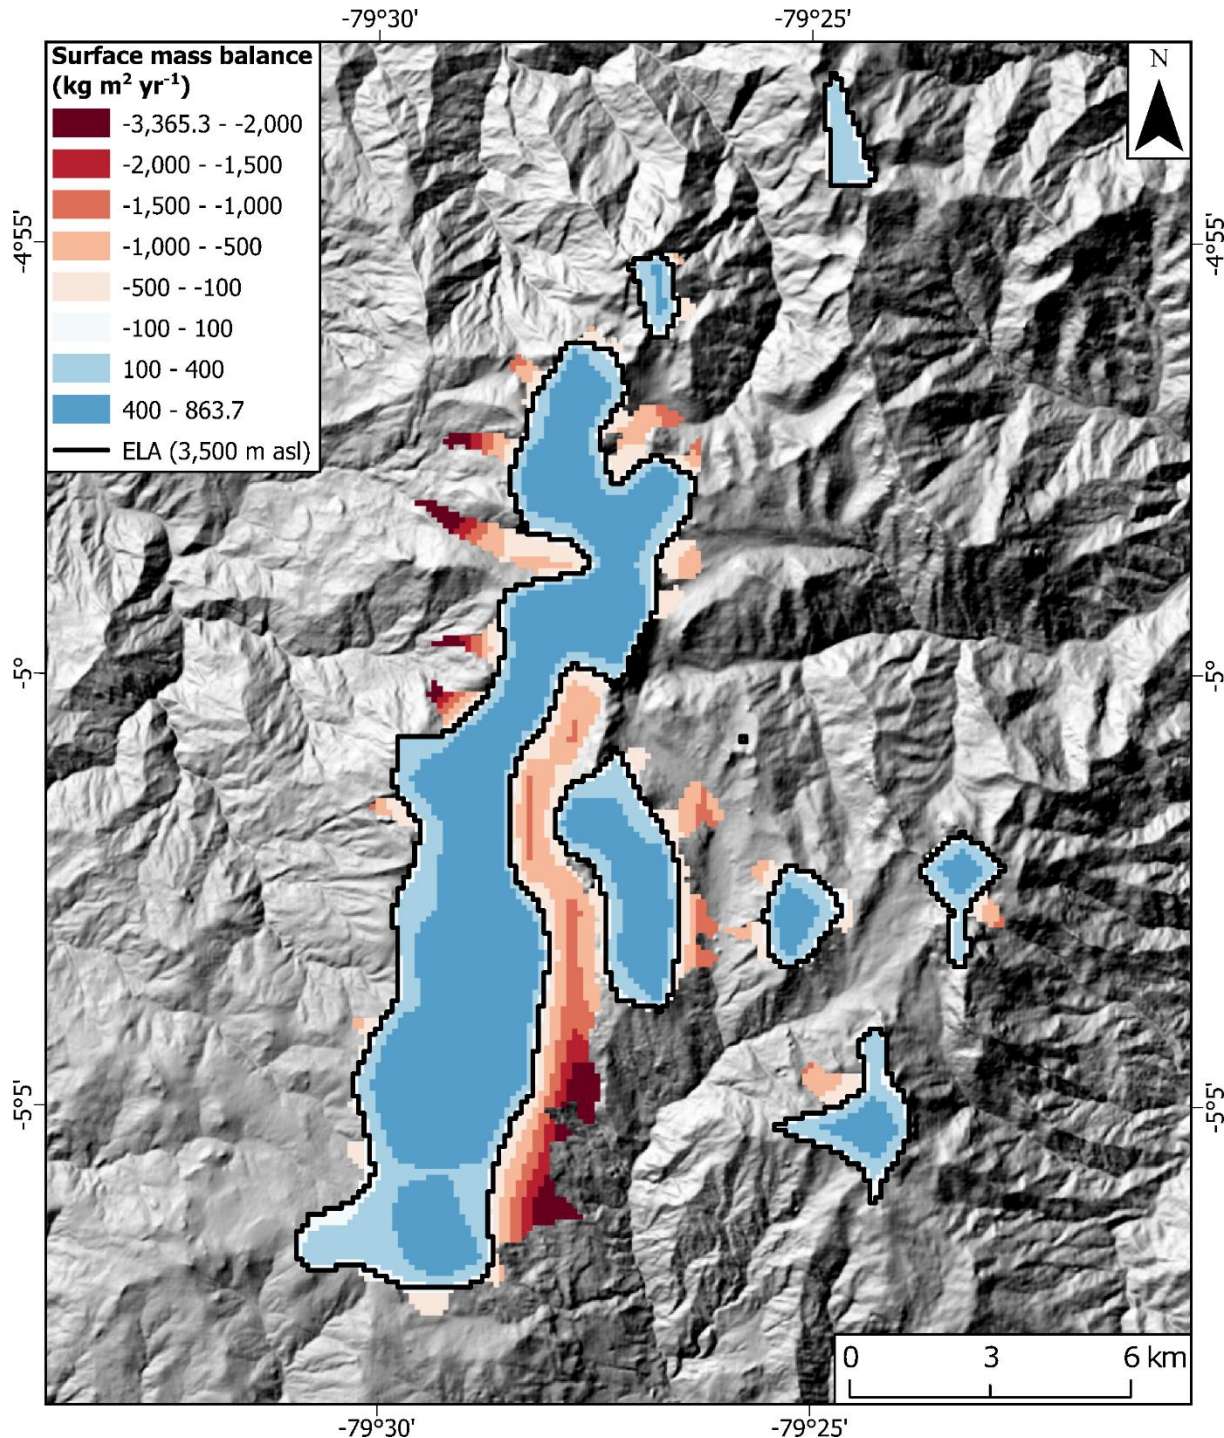 -79°30'
-79°25'
Surface mass balance
(kg m² yr⁻¹)
-3,365.3 - -2,000
-2,000 - -1,500
-1,500 - -1,000
-1,000 - -500
-500 - -100
-100 - 100
100 - 400
400 - 863.7
ELA (3,500 m asl)
N
-4°55'
-4°55'
-5°
-5°
-5°5'
-5°5'
0 3 6 km
-79°30'
-79°25'